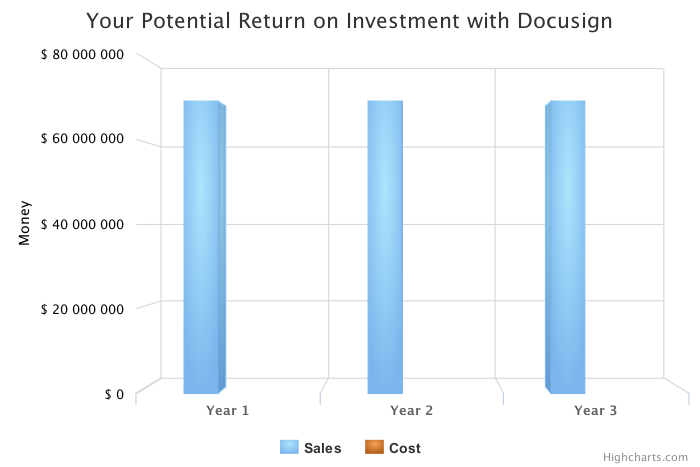 Your Potential Return on Investment with Docusign
$ 80 000 000
$ 60 000 000
$ 40 000 000
$ 20 000 000
$ 0
Money
Year 1
Year 2
Year 3
Sales
Cost
Highcharts.com